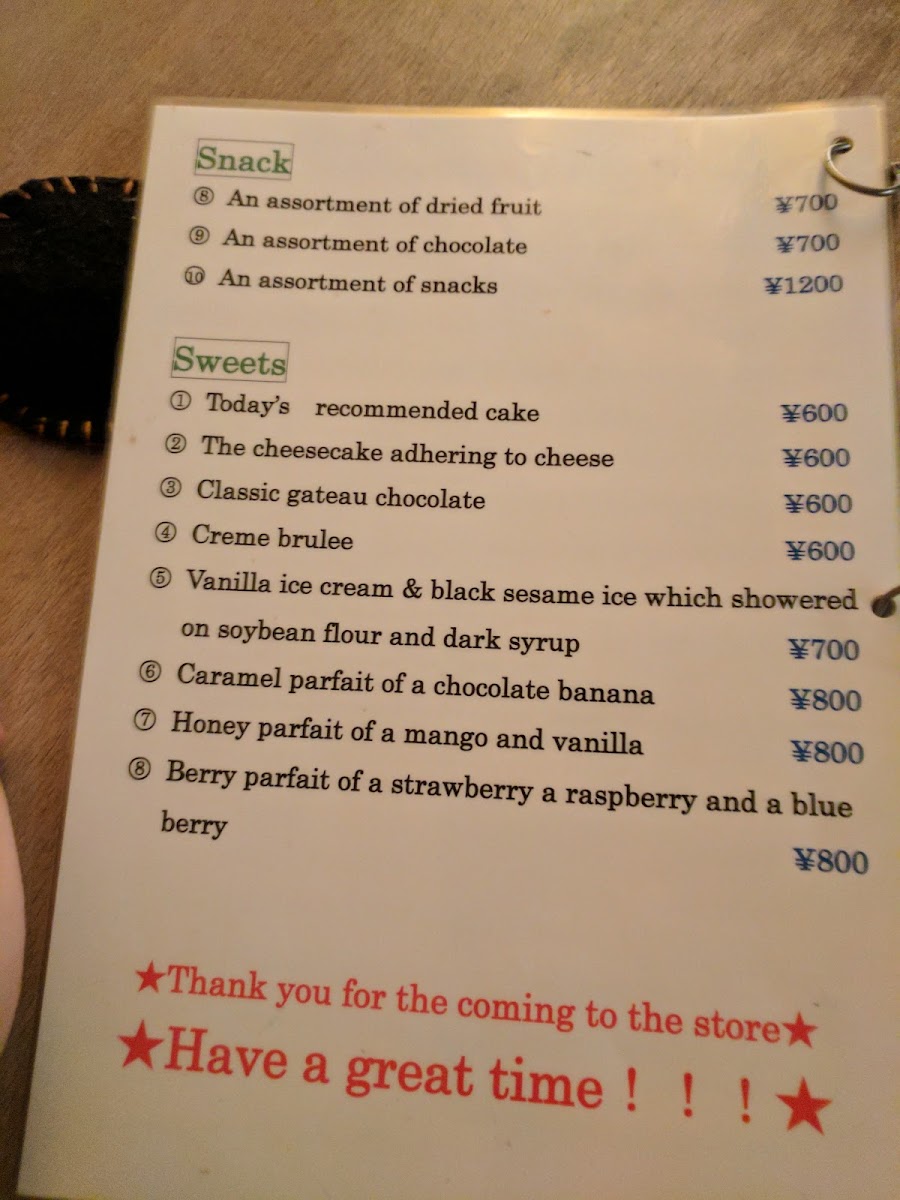 Snack
⑧ An assortment of dried fruit ¥700
⑨ An assortment of chocolate ¥700
⑩ An assortment of snacks ¥1200
Sweets
① Today's recommended cake ¥600
② The cheesecake adhering to cheese ¥600
③ Classic gateau chocolate ¥600
④ Creme brulee ¥600
⑤ Vanilla ice cream & black sesame ice which showered
on soybean flour and dark syrup ¥700
⑥ Caramel parfait of a chocolate banana ¥800
⑦ Honey parfait of a mango and vanilla ¥800
⑧ Berry parfait of a strawberry a raspberry and a blue
berry
¥800
★Thank you for the coming to the store★
★Have a great time！！！★